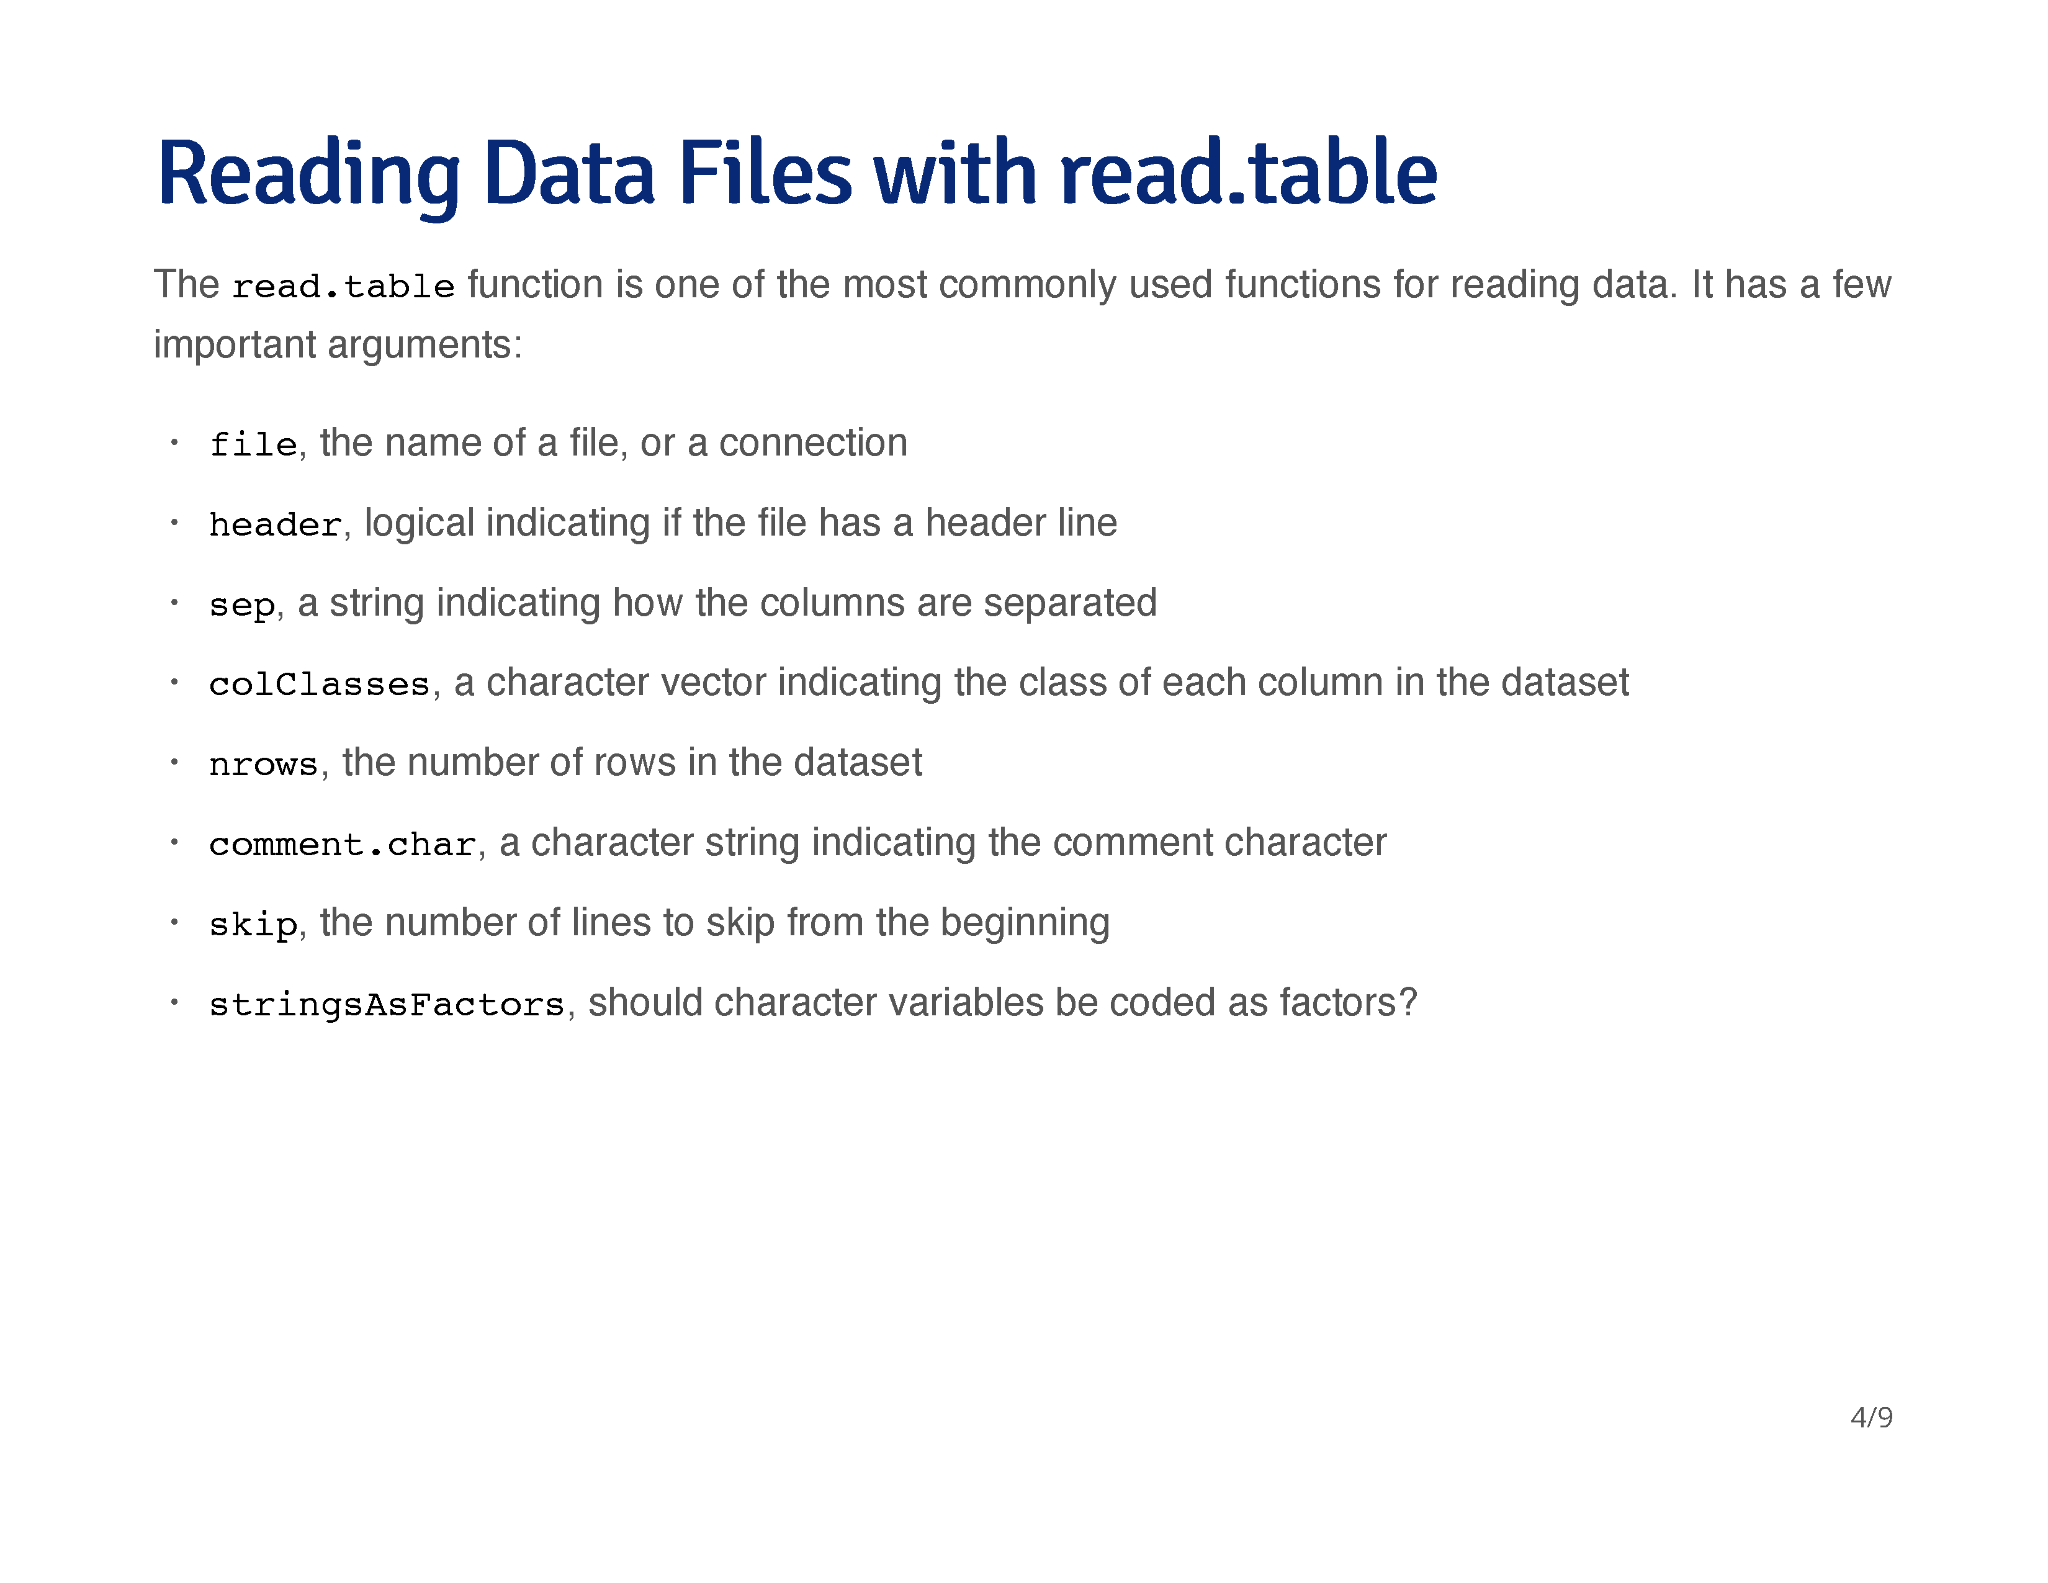 Reading Data Files with read.table
The read.table function is one of the most commonly used functions for reading data. It has a few
important arguments:
· file, the name of a file, or a connection
· header, logical indicating if the file has a header line
· sep, a string indicating how the columns are separated
· colClasses, a character vector indicating the class of each column in the dataset
· nrows, the number of rows in the dataset
· comment.char, a character string indicating the comment character
· skip, the number of lines to skip from the beginning
· stringsAsFactors, should character variables be coded as factors?
4/9